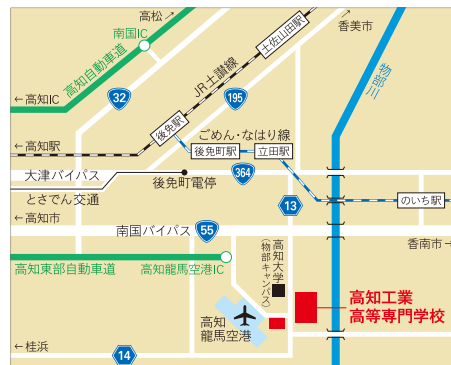 高松↗
南国IC
高知自動車道
←高知IC
32
JR土讃線
土佐山田駅
↗
香美市
物部川
195
後免駅
←高知駅
ごめん・なはり線
後免町駅
立田駅
大津バイパス
とさでん交通
後免町電停
364
13
のいち駅
←高知市
南国バイパス
55
香南市→
高知東部自動車道
高知龍馬空港IC
高知大学
(物部キャンパス)
高知工業
高等専門学校
高知
龍馬空港
←桂浜
14